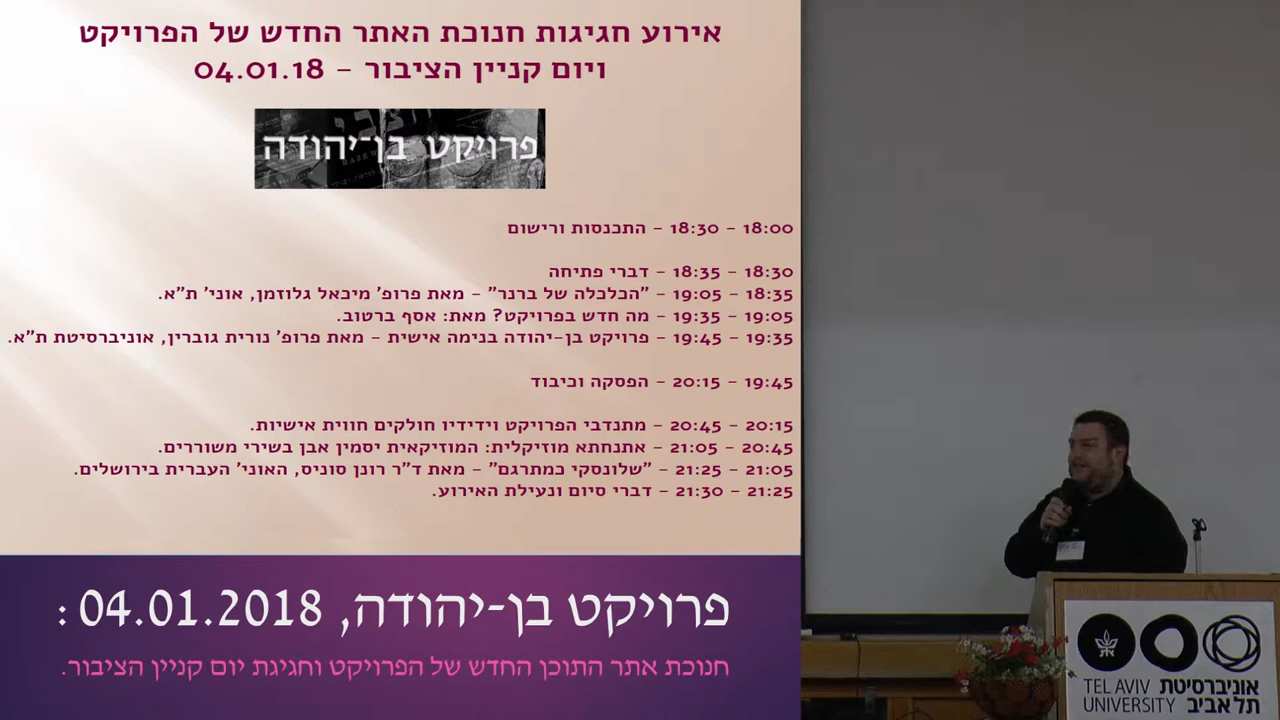 אירוע חגיגות חנוכת האתר החדש של הפרויקט
ויום קניין הציבור – 04.01.18
פרויקט בן־יהודה
18:00 – 18:30 – התכנסות ורישום
18:30 – 18:35 – דברי פתיחה
18:35 – 19:05 – "הכלכלה של ברנר" – מאת פרופ' מיכאל גלוזמן, אוני' ת"א.
19:05 – 19:35 – מה חדש בפרויקט? מאת: אסף ברטוב.
19:35 – 19:45 – פרויקט בן-יהודה בנימה אישית – מאת פרופ' נורית גוברין, אוניברסיטת ת"א.
19:45 – 20:15 – הפסקה וכיבוד
20:15 – 20:45 – מתנדבי הפרויקט וידידיו חולקים חווית אישיות.
20:45 – 21:05 – אתנחתא מוזיקלית: המוזיקאית יסמין אבן בשירי משוררים.
21:05 – 21:25 – "שלונסקי כמתרגם" – מאת ד"ר רונן סוניס, האוני' העברית בירושלים.
21:25 – 21:30 – דברי סיום ונעילת האירוע.
פרויקט בן-יהודה, 04.01.2018 :
חנוכת אתר התוכן החדש של הפרויקט וחגיגת יום קניין הציבור.
TEL AVIV אוניברסיטת
UNIVERSITY תל אביב